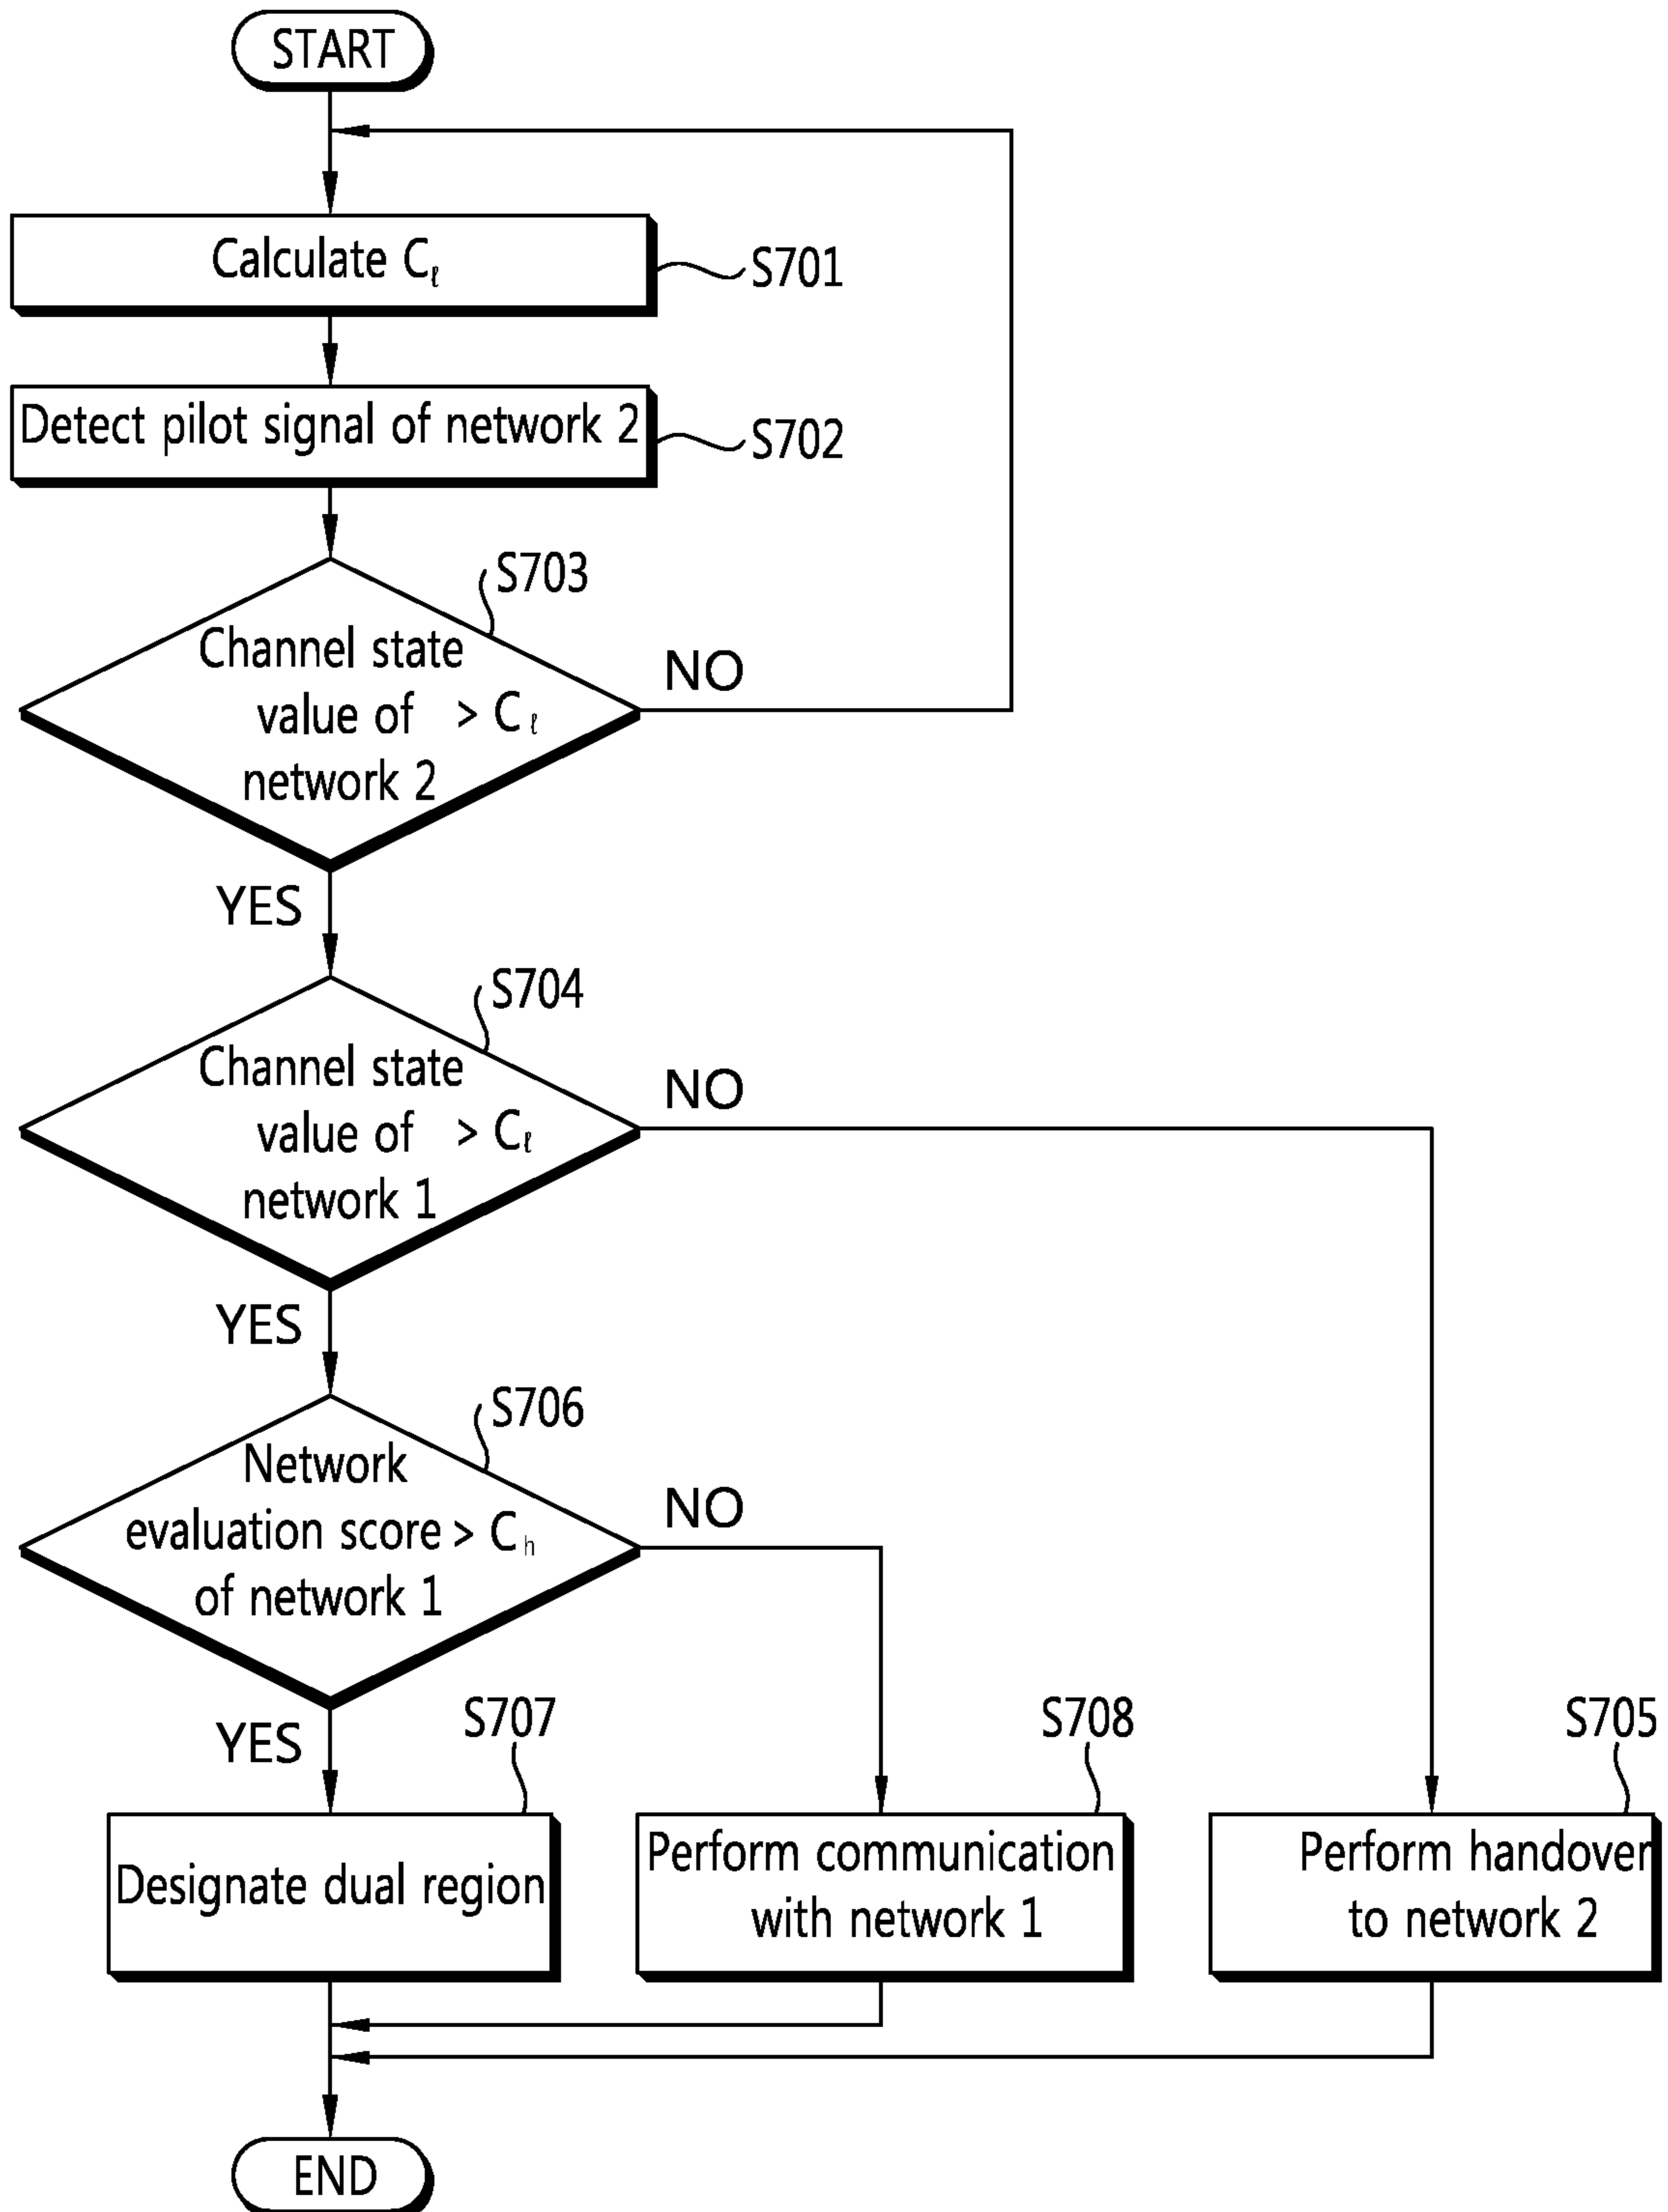 START
Calculate Cℓ
S701
Detect pilot signal of network 2
S702
S703
Channel state
value of > Cℓ
network 2
NO
YES
S704
Channel state
value of > Cℓ
network 1
NO
YES
S706
Network
evaluation score > Ch
of network 1
NO
YES
S707
S708
S705
Designate dual region
Perform communication
with network 1
Perform handover
to network 2
END